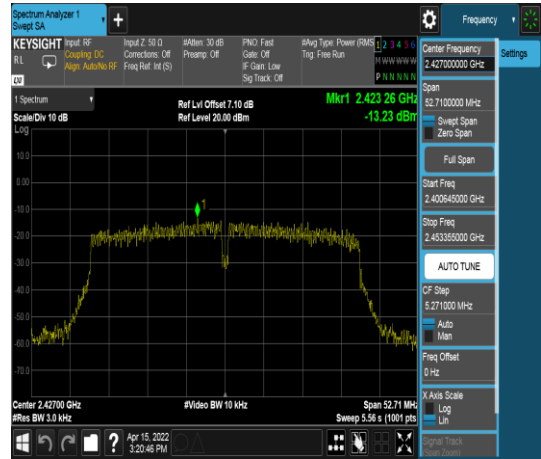 Spectrum Analyzer 1
Swept SA
+
Frequency
KEYSIGHT
RL
LXI
Input: RF
Coupling: DC
Align: Auto/No RF
Input Z: 50 Ω
Corrections: Off
Freq Ref: Int (S)
#Atten: 30 dB
Preamp: Off
PNO: Fast
Gate: Off
IF Gain: Low
Sig Track: Off
#Avg Type: Power (RMS
Trig: Free Run
1 2 3 4 5 6
M W W W W W
P N N N N N
1 Spectrum
Scale/Div 10 dB
Ref Lvl Offset 7.10 dB
Ref Level 20.00 dBm
Mkr1 2.423 26 GHz
-13.23 dBm
Log
10.0
0.00
-10.0
-20.0
-30.0
-40.0
-50.0
-60.0
-70.0
1
Center 2.42700 GHz
#Res BW 3.0 kHz
#Video BW 10 kHz
Span 52.71 MHz
Sweep 5.56 s (1001 pts
Apr 15, 2022
3:20:46 PM
?
Center Frequency
2.427000000 GHz
Settings
Span
52.7100000 MHz
Swept Span
Zero Span
Full Span
Start Freq
2.400645000 GHz
Stop Freq
2.453355000 GHz
AUTO TUNE
CF Step
5.271000 MHz
Auto
Man
Freq Offset
0 Hz
X Axis Scale
Log
Lin
Signal Track
(Span Zoom)